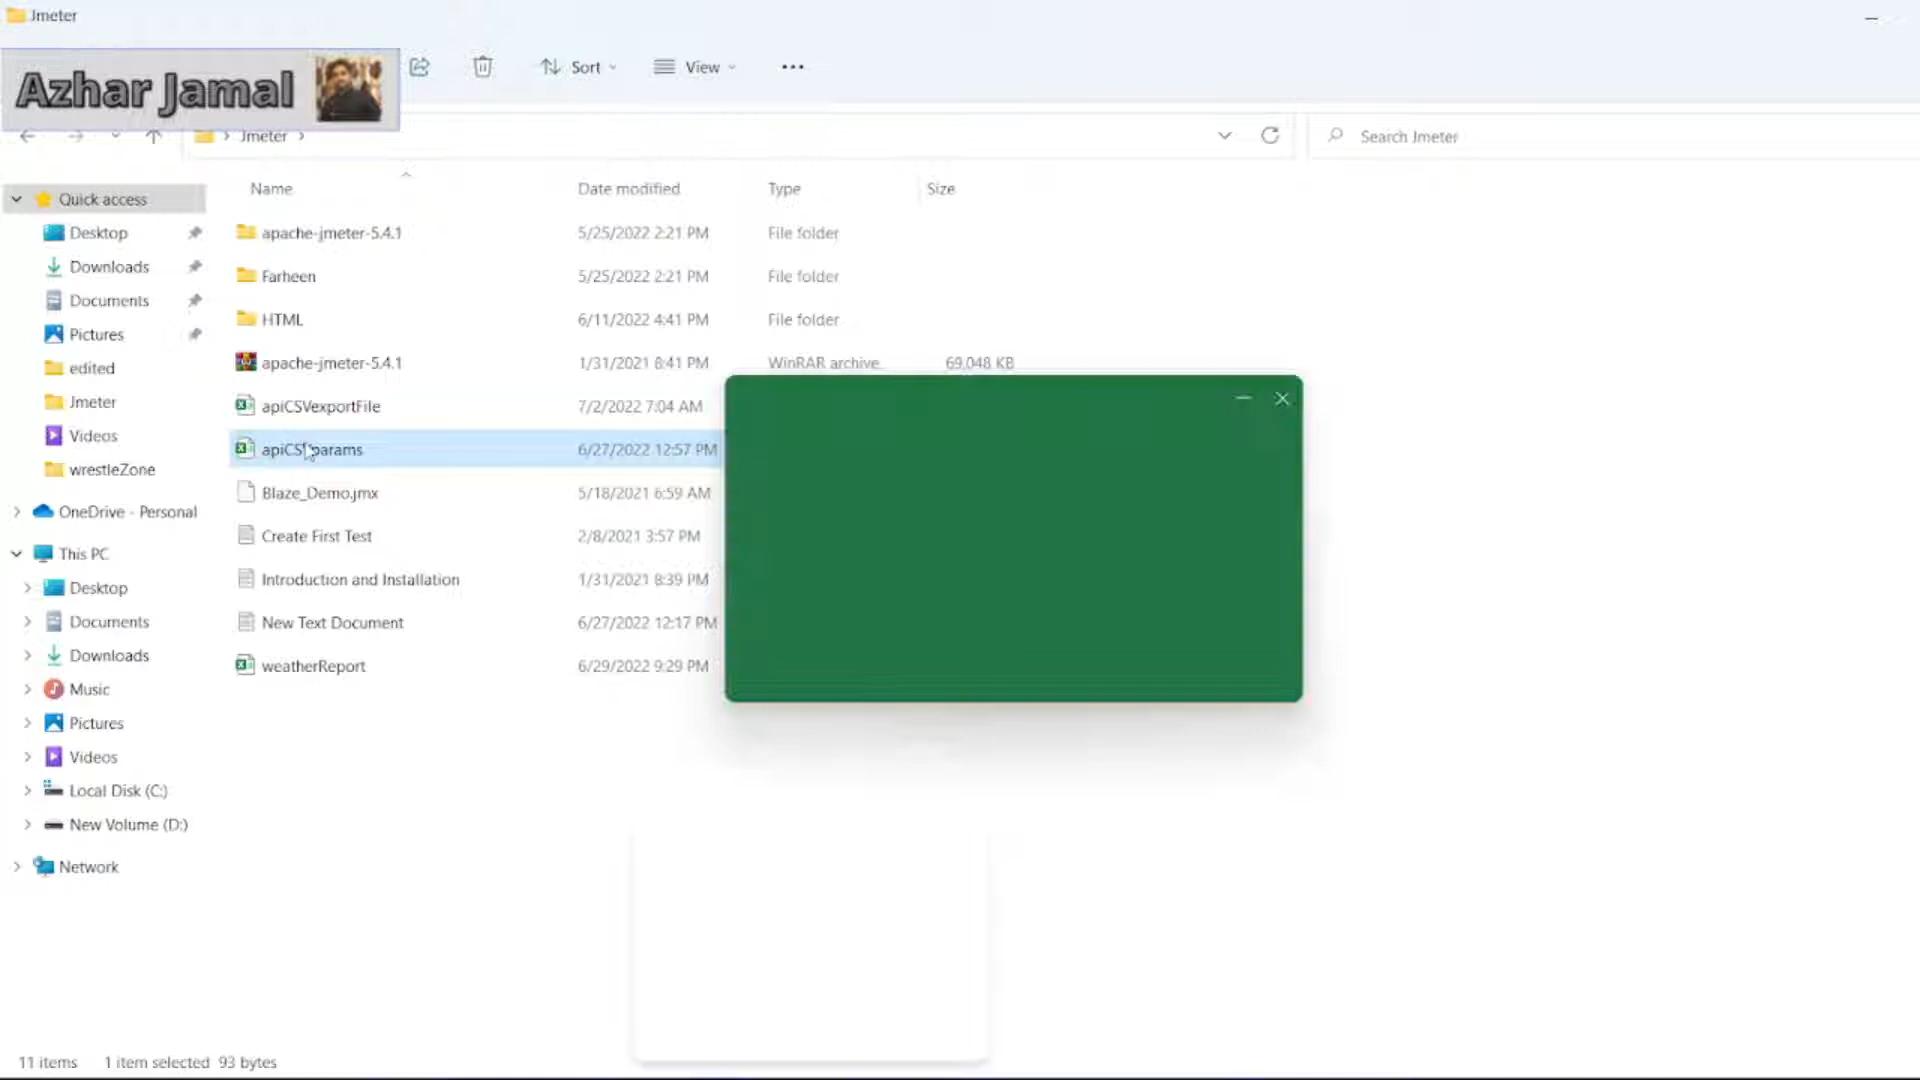 Jmeter
Azhar Jamal
Sort
View
Jmeter
Search Jmeter
Name
Date modified
Type
Size
Quick access
Desktop
Downloads
Documents
Pictures
edited
Jmeter
Videos
wrestleZone
OneDrive - Personal
This PC
Desktop
Documents
Downloads
Music
Pictures
Videos
Local Disk (C:)
New Volume (D:)
Network
apache-jmeter-5.4.1 5/25/2022 2:21 PM File folder
Farheen 5/25/2022 2:21 PM File folder
HTML 6/11/2022 4:41 PM File folder
apache-jmeter-5.4.1 1/31/2021 8:41 PM WinRAR archive 69,048 KB
apiCSVexportFile 7/2/2022 7:04 AM
6/27/2022 12:57 PM
Blaze_Demo.jmx 5/18/2021 6:59 AM
Create First Test 2/8/2021 3:57 PM
Introduction and Installation 1/31/2021 8:39 PM
New Text Document 6/27/2022 12:17 PM
weatherReport 6/29/2022 9:29 PM
11 items 1 item selected 93 bytes